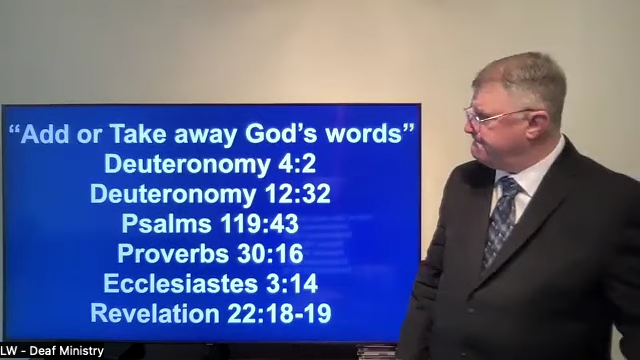 “Add or Take away God’s words”
Deuteronomy 4:2
Deuteronomy 12:32
Psalms 119:43
Proverbs 30:16
Ecclesiastes 3:14
Revelation 22:18-19
LW - Deaf Ministry